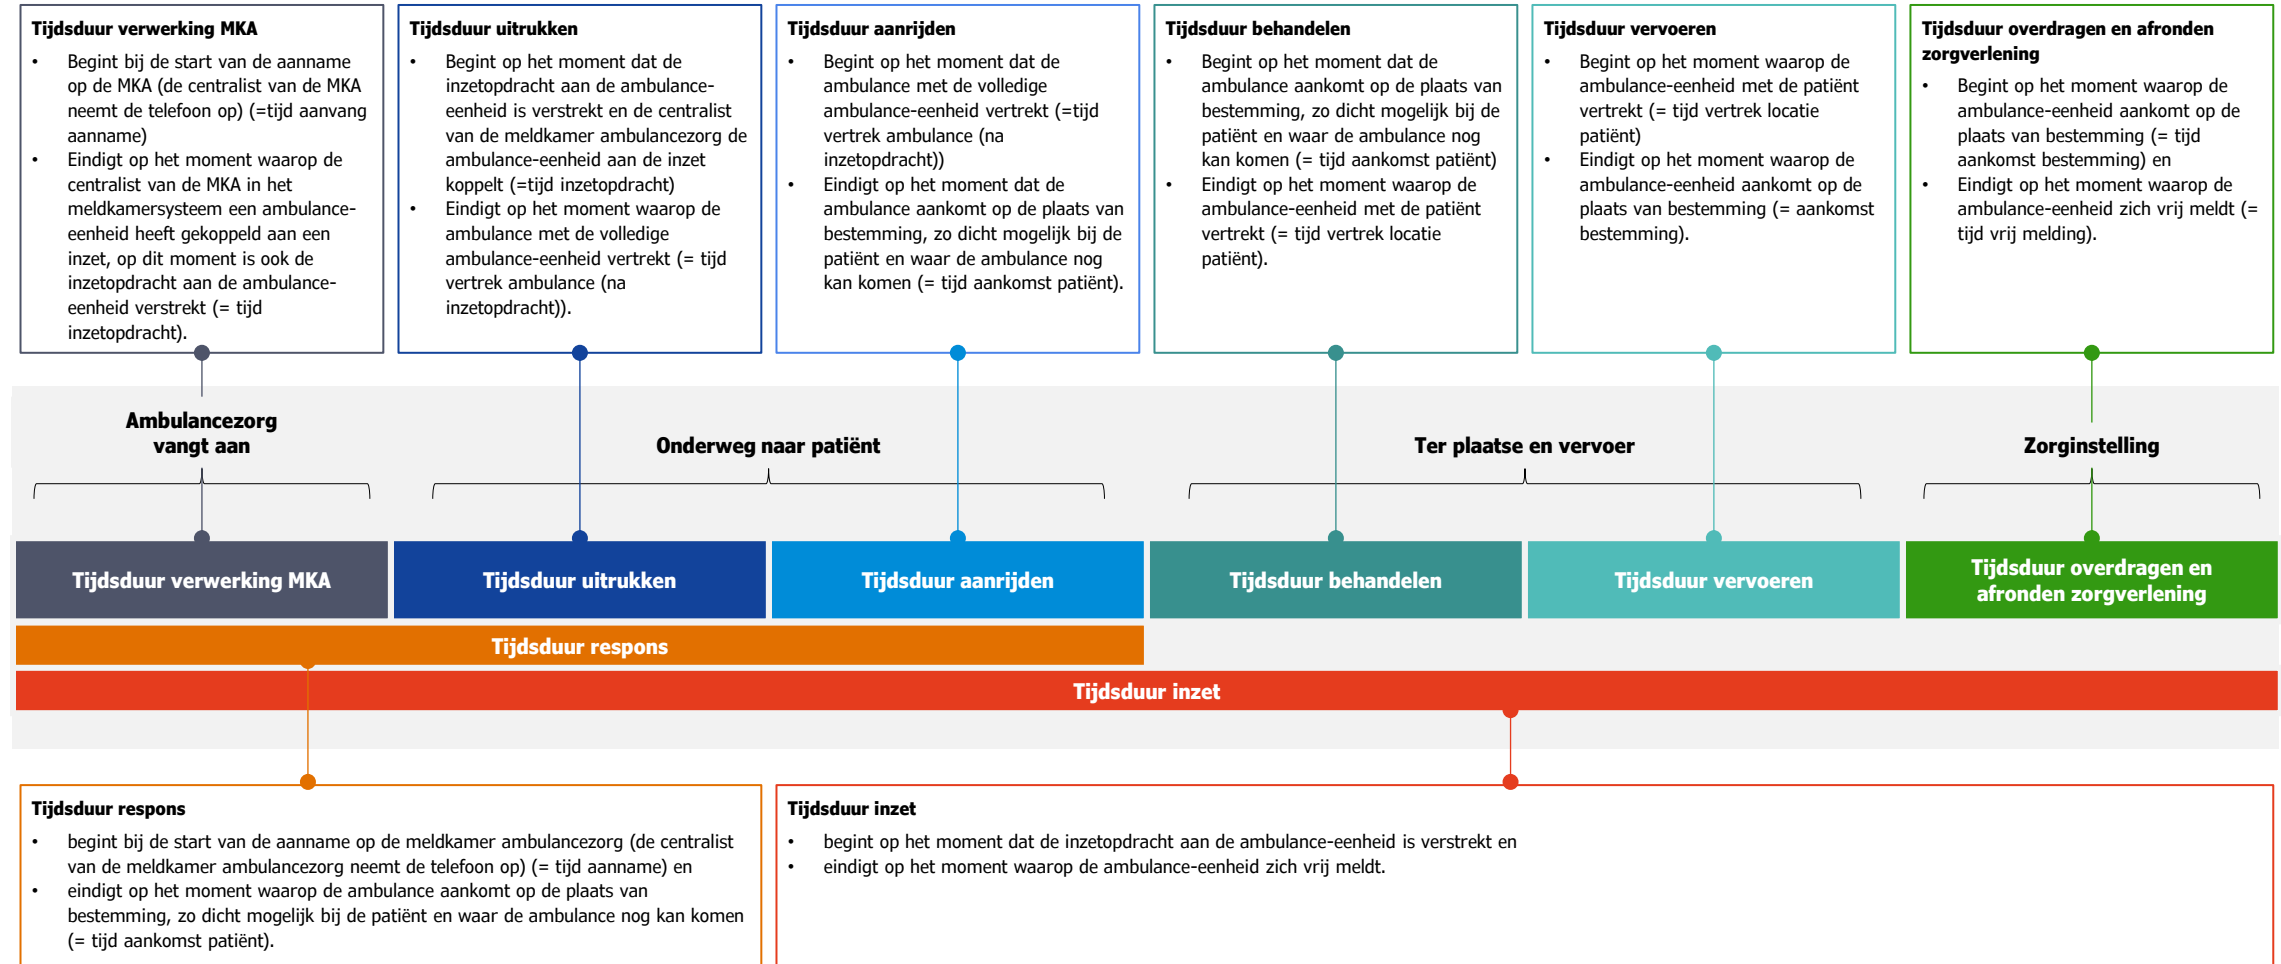 Tijdsduur verwerking MKA
• Begint bij de start van de aanname
op de MKA (de centralist van de MKA
neemt de telefoon op) (=tijd aanvang
aanname)
• Eindigt op het moment waarop de
centralist van de MKA in het
meldkamersysteem een ambulance-
eenheid heeft gekoppeld aan een
inzet, op dit moment is ook de
inzetopdracht aan de ambulance-
eenheid verstrekt (= tijd
inzetopdracht).
Tijdsduur uitrukken
• Begint op het moment dat de
inzetopdracht aan de ambulance-
eenheid is verstrekt en de centralist
van de meldkamer ambulancezorg de
ambulance-eenheid aan de inzet
koppelt (=tijd inzetopdracht)
• Eindigt op het moment waarop de
ambulance met de volledige
ambulance-eenheid vertrekt (= tijd
vertrek ambulance (na
inzetopdracht)).
Tijdsduur aanrijden
• Begint op het moment dat de
ambulance met de volledige
ambulance-eenheid vertrekt (=tijd
vertrek ambulance (na
inzetopdracht))
• Eindigt op het moment dat de
ambulance aankomt op de plaats van
bestemming, zo dicht mogelijk bij de
patiënt en waar de ambulance nog
kan komen (= tijd aankomst patiënt).
Tijdsduur behandelen
• Begint op het moment dat de
ambulance aankomt op de plaats van
bestemming, zo dicht mogelijk bij de
patiënt en waar de ambulance nog
kan komen (= tijd aankomst patiënt)
• Eindigt op het moment waarop de
ambulance-eenheid met de patiënt
vertrekt (= tijd vertrek locatie
patiënt).
Tijdsduur vervoeren
• Begint op het moment waarop de
ambulance-eenheid met de patiënt
vertrekt (= tijd vertrek locatie
patiënt)
• Eindigt op het moment waarop de
ambulance-eenheid aankomt op de
plaats van bestemming (= aankomst
bestemming).
Tijdsduur overdragen en afronden
zorgverlening
• Begint op het moment waarop de
ambulance-eenheid aankomt op de
plaats van bestemming (= tijd
aankomst bestemming) en
• Eindigt op het moment waarop de
ambulance-eenheid zich vrij meldt (=
tijd vrij melding).
Ambulancezorg
vangt aan
Onderweg naar patiënt
Ter plaatse en vervoer
Zorginstelling
Tijdsduur verwerking MKA
Tijdsduur uitrukken
Tijdsduur aanrijden
Tijdsduur behandelen
Tijdsduur vervoeren
Tijdsduur overdragen en
afronden zorgverlening
Tijdsduur respons
Tijdsduur inzet
Tijdsduur respons
• begint bij de start van de aanname op de meldkamer ambulancezorg (de centralist
van de meldkamer ambulancezorg neemt de telefoon op) (= tijd aanname) en
• eindigt op het moment waarop de ambulance aankomt op de plaats van
bestemming, zo dicht mogelijk bij de patiënt en waar de ambulance nog kan komen
(= tijd aankomst patiënt).
Tijdsduur inzet
• begint op het moment dat de inzetopdracht aan de ambulance-eenheid is verstrekt en
• eindigt op het moment waarop de ambulance-eenheid zich vrij meldt.